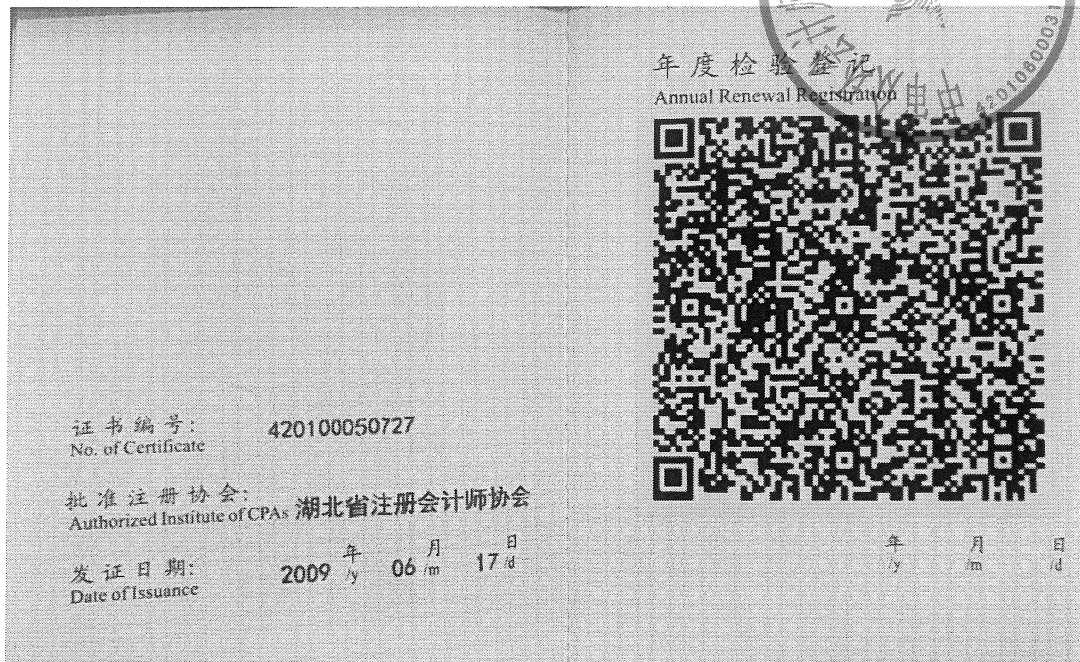 证书编号: 420100050727
No. of Certificate
批准注册协会: 湖北省注册会计师协会
Authorized Institute of CPAs
发证日期: 2009 年 06 月 17 日
Date of Issuance /y /m /d
年度检验登记
Annual Renewal Registration
年 月 日
/y /m /d